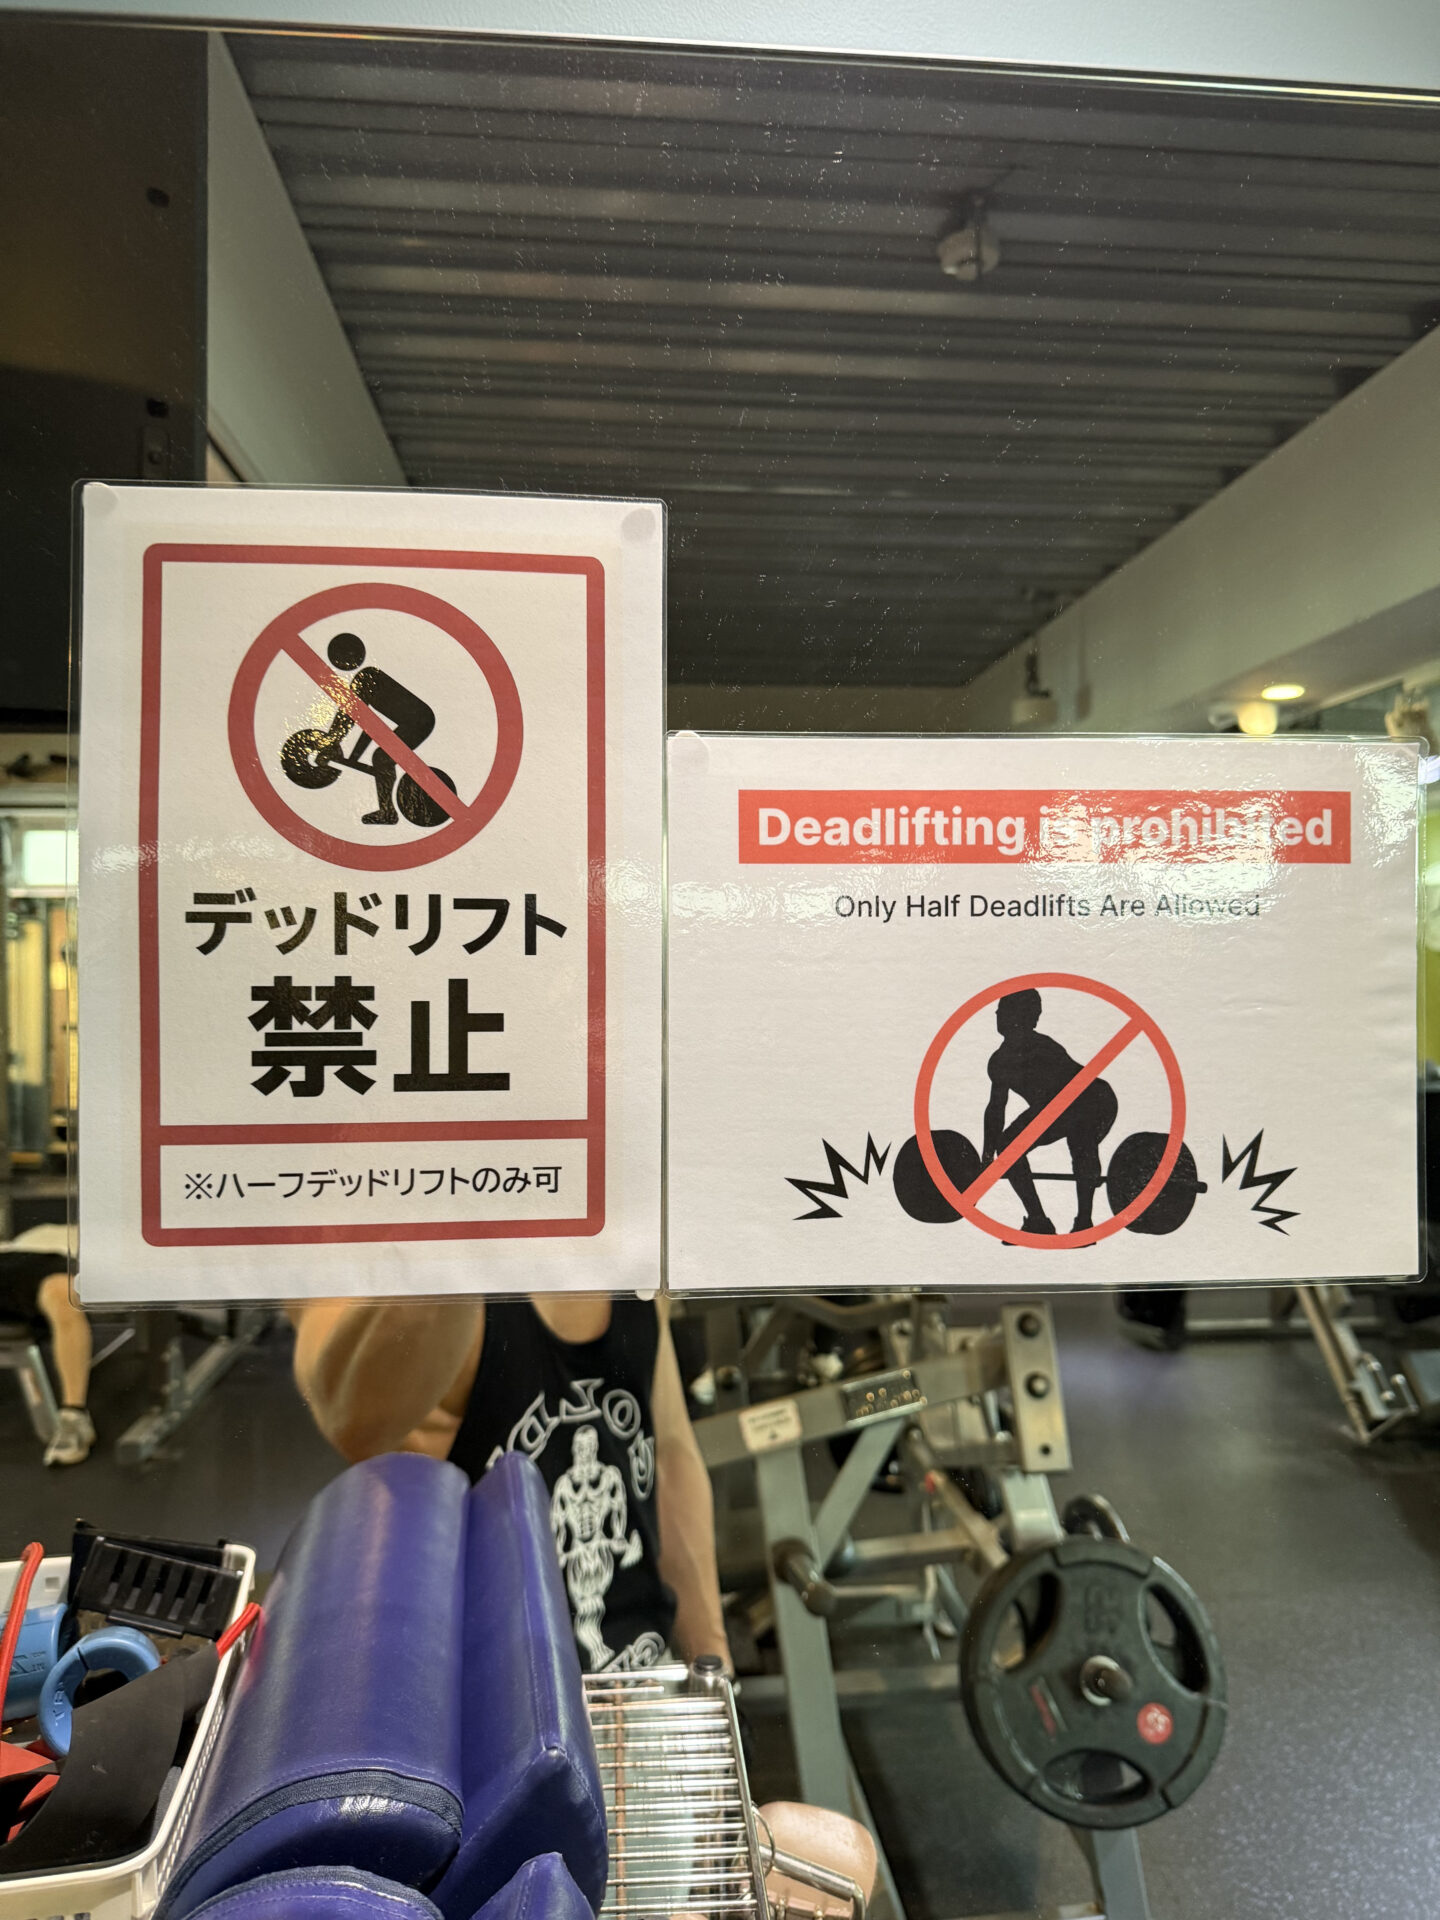 デッドリフト
禁止
※ハーフデッドリフトのみ可
Deadlifting is prohibited
Only Half Deadlifts Are Allowed